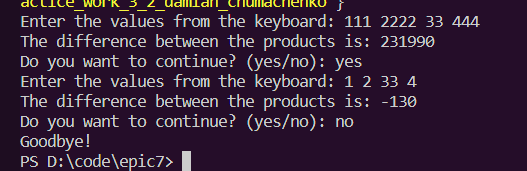 actice_work_3_2_damian_chumachenko }
Enter the values from the keyboard: 111 2222 33 444
The difference between the products is: 231990
Do you want to continue? (yes/no): yes
Enter the values from the keyboard: 1 2 33 4
The difference between the products is: -130
Do you want to continue? (yes/no): no
Goodbye!
PS D:\code\epic7>